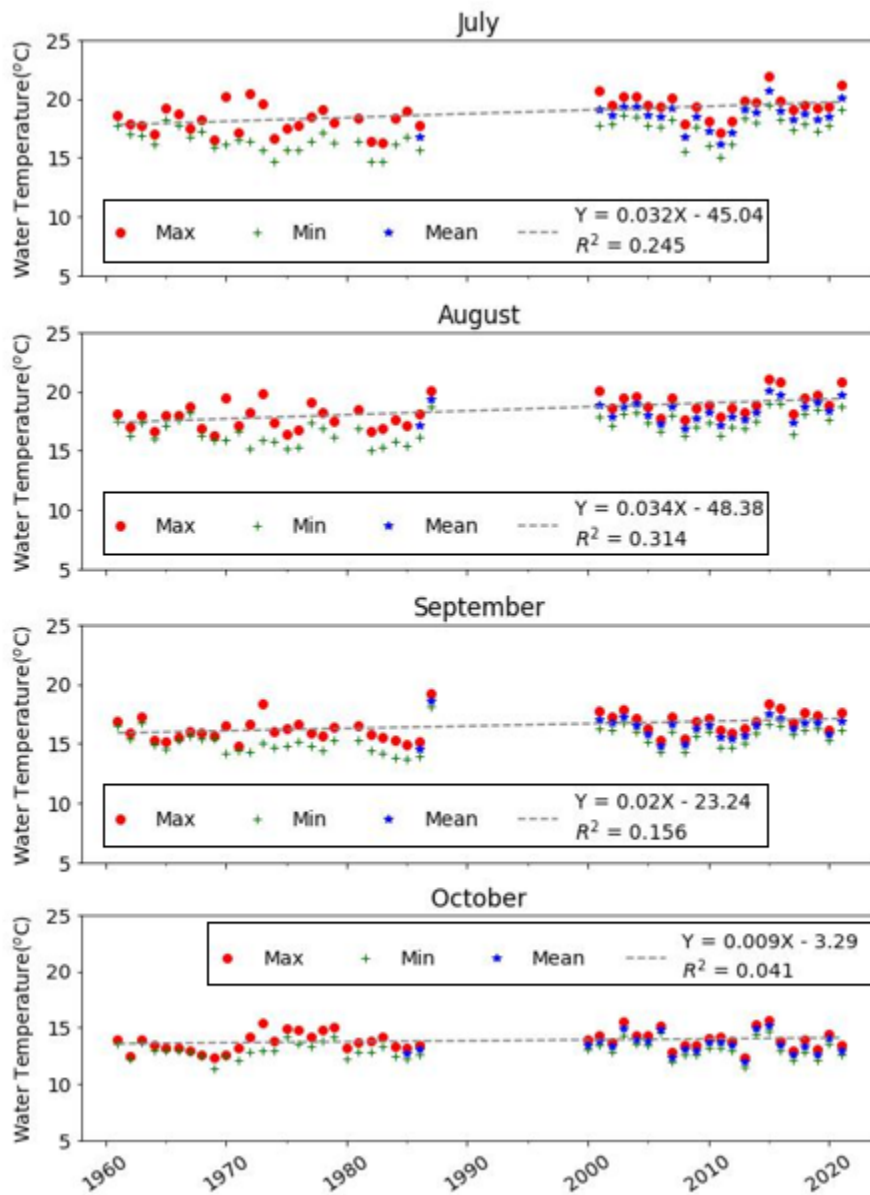 July
Water Temperature(°C)
25
20
15
10
5
Max Min Mean Y = 0.032X - 45.04
R² = 0.245
August
Water Temperature(°C)
25
20
15
10
5
Max Min Mean Y = 0.034X - 48.38
R² = 0.314
September
Water Temperature(°C)
25
20
15
10
5
Max Min Mean Y = 0.02X - 23.24
R² = 0.156
October
Water Temperature(°C)
25
20
15
10
5
Max Min Mean Y = 0.009X - 3.29
R² = 0.041
1960 1970 1980 1990 2000 2010 2020